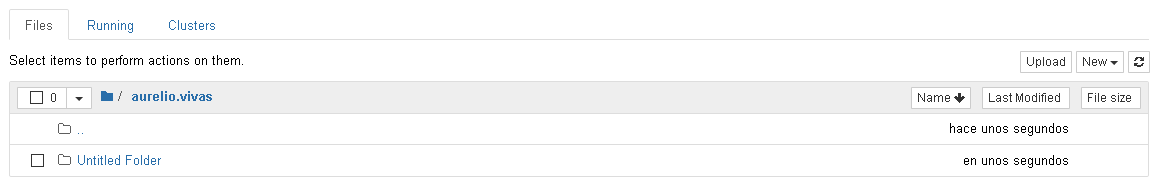 Files Running Clusters
Select items to perform actions on them. Upload New
0 / aurelio.vivas Name Last Modified File size
.. hace unos segundos
Untitled Folder en unos segundos